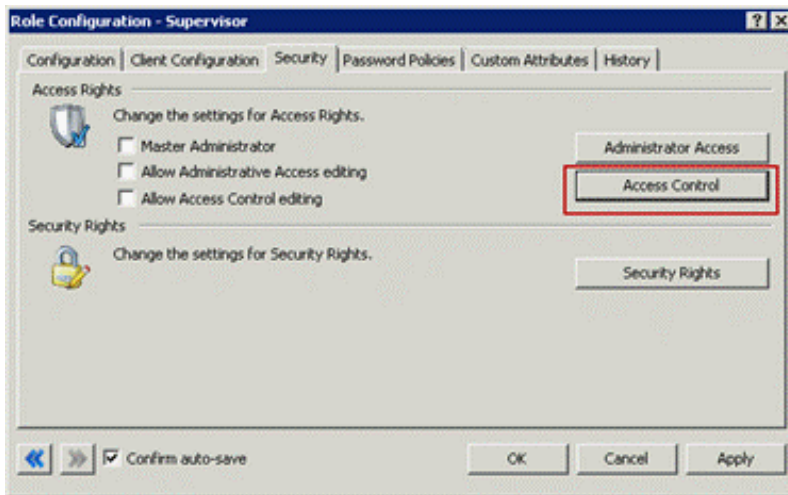 Role Configuration - Supervisor
Configuration Client Configuration Security Password Policies Custom Attributes History
Access Rights
Change the settings for Access Rights.
Master Administrator
Administrator Access
Allow Administrative Access editing
Access Control
Allow Access Control editing
Security Rights
Change the settings for Security Rights.
Security Rights
Confirm auto-save
OK
Cancel
Apply